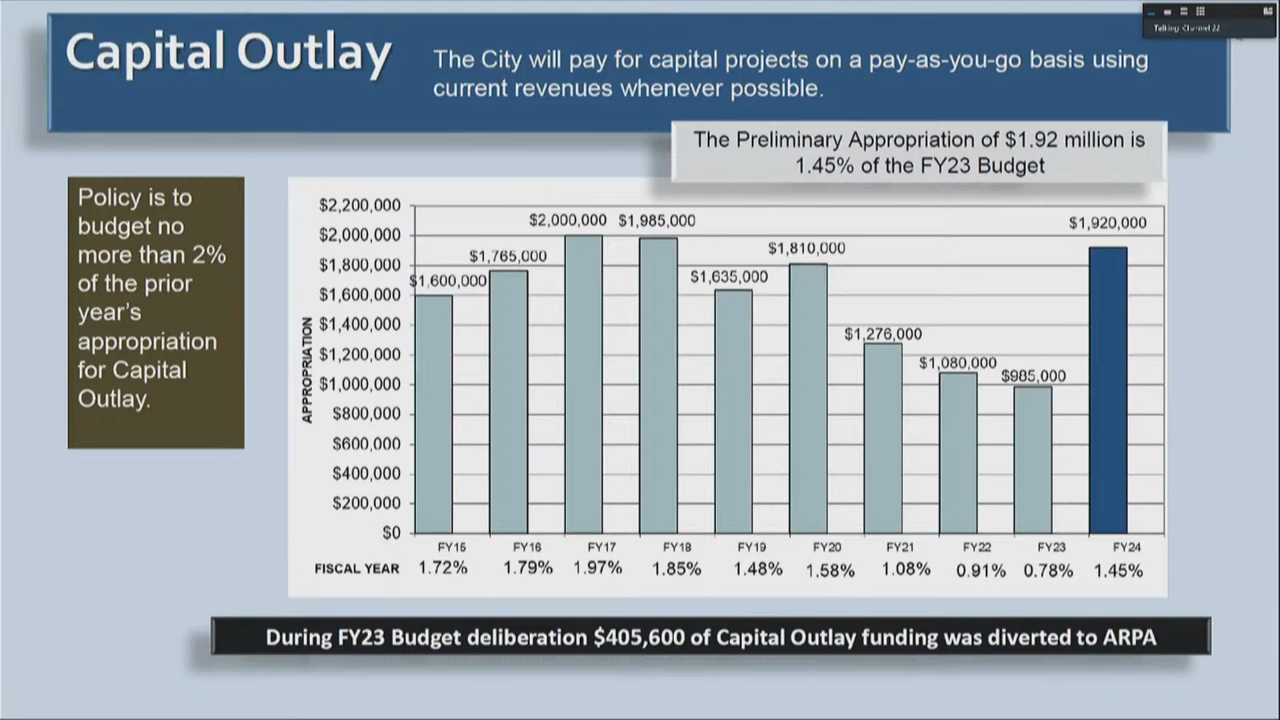 Capital Outlay
The City will pay for capital projects on a pay-as-you-go basis using
current revenues whenever possible.
Talking Channel 22
The Preliminary Appropriation of $1.92 million is
1.45% of the FY23 Budget
Policy is to
budget no
more than 2%
of the prior
year's
appropriation
for Capital
Outlay.
APPROPRIATION
$2,200,000
$2,000,000
$1,800,000
$1,600,000
$1,400,000
$1,200,000
$1,000,000
$800,000
$600,000
$400,000
$200,000
$0
$1,600,000
$1,765,000
$2,000,000
$1,985,000
$1,635,000
$1,810,000
$1,276,000
$1,080,000
$985,000
$1,920,000
FY15 FY16 FY17 FY18 FY19 FY20 FY21 FY22 FY23 FY24
FISCAL YEAR 1.72% 1.79% 1.97% 1.85% 1.48% 1.58% 1.08% 0.91% 0.78% 1.45%
During FY23 Budget deliberation $405,600 of Capital Outlay funding was diverted to ARPA